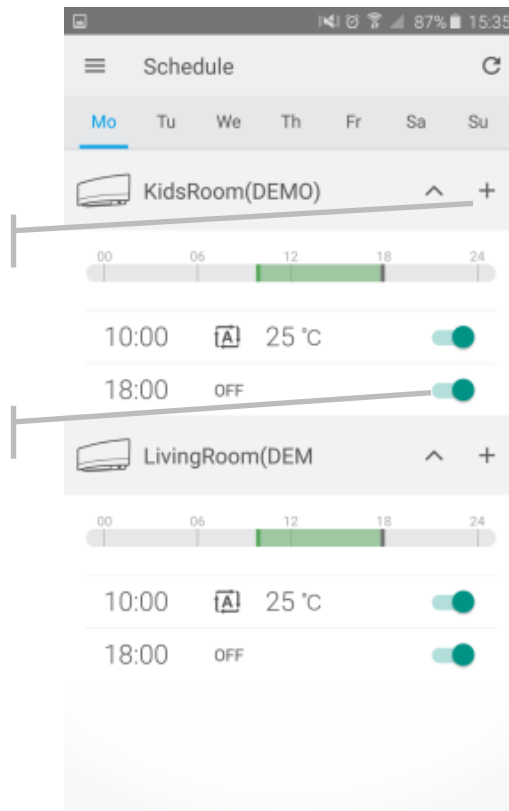 87% 15:35
Schedule
Mo Tu We Th Fr Sa Su
KidsRoom(DEMO)
00 06 12 18 24
10:00 A 25 °C
18:00 OFF
LivingRoom(DEM
00 06 12 18 24
10:00 A 25 °C
18:00 OFF